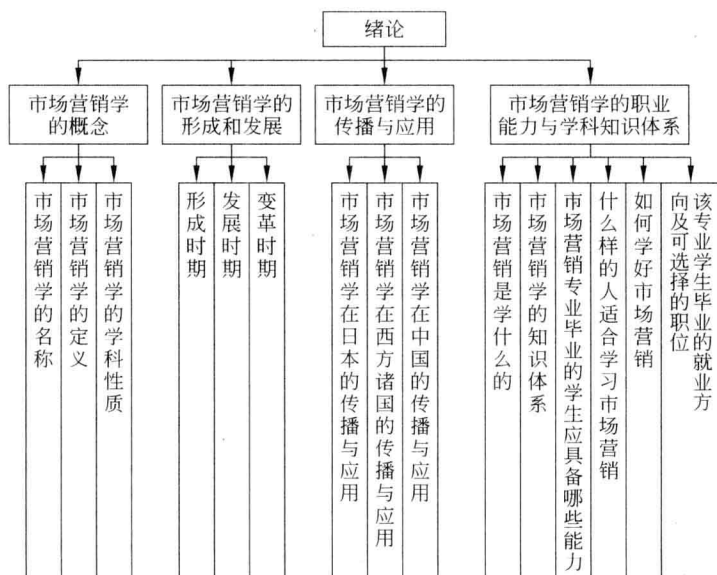 绪论
市场营销学
的概念
市场营销学的
形成和发展
市场营销学的
传播与应用
市场营销学的职业
能力与学科知识体系
市场营销学的名称
市场营销学的定义
市场营销学的学科性质
形成时期
发展时期
变革时期
市场营销学在日本的传播与应用
市场营销学在西方诸国的传播与应用
市场营销学在中国的传播与应用
市场营销是学什么的
市场营销学的知识体系
市场营销专业毕业的学生应具备哪些能力
什么样的人适合学习市场营销
如何学好市场营销
该专业学生毕业的就业方
向及可选择的职位